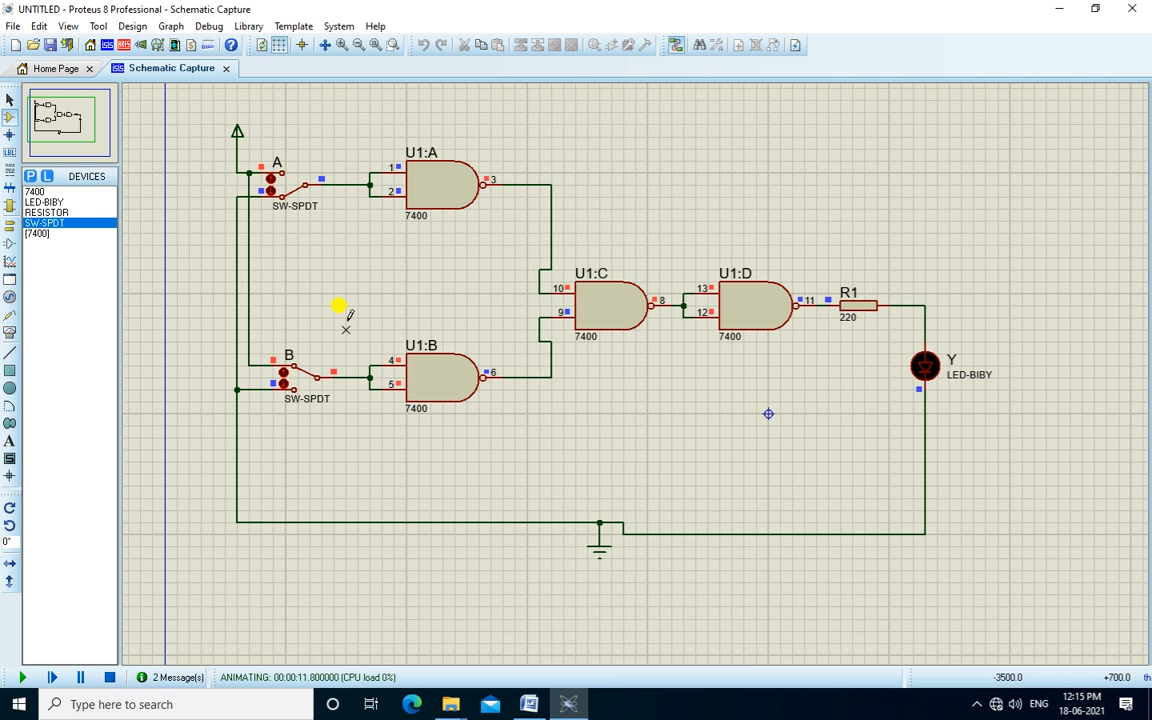 UNTITLED - Proteus 8 Professional - Schematic Capture
File Edit View Tool Design Graph Debug Library Template System Help
Home Page
Schematic Capture
P L DEVICES
7400
LED-BIBY
RESISTOR
SW-SPDT
[7400]
LBL
A
0°
A
SW-SPDT
B
SW-SPDT
U1:A
1
2
3
7400
U1:B
4
5
6
7400
U1:C
10
9
8
7400
U1:D
13
12
11
7400
R1
220
Y
LED-BIBY
2 Message(s)
ANIMATING: 00:00:11.800000 (CPU load 0%)
-3500.0
+700.0
th
Type here to search
ENG
12:15 PM
18-06-2021